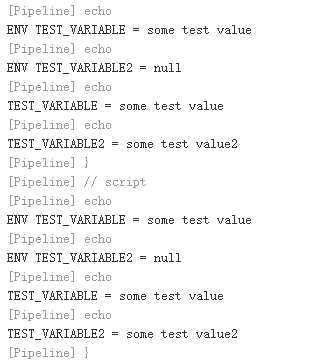 [Pipeline] echo
ENV TEST_VARIABLE = some test value
[Pipeline] echo
ENV TEST_VARIABLE2 = null
[Pipeline] echo
TEST_VARIABLE = some test value
[Pipeline] echo
TEST_VARIABLE2 = some test value2
[Pipeline] }
[Pipeline] // script
[Pipeline] echo
ENV TEST_VARIABLE = some test value
[Pipeline] echo
ENV TEST_VARIABLE2 = null
[Pipeline] echo
TEST_VARIABLE = some test value
[Pipeline] echo
TEST_VARIABLE2 = some test value2
[Pipeline] }